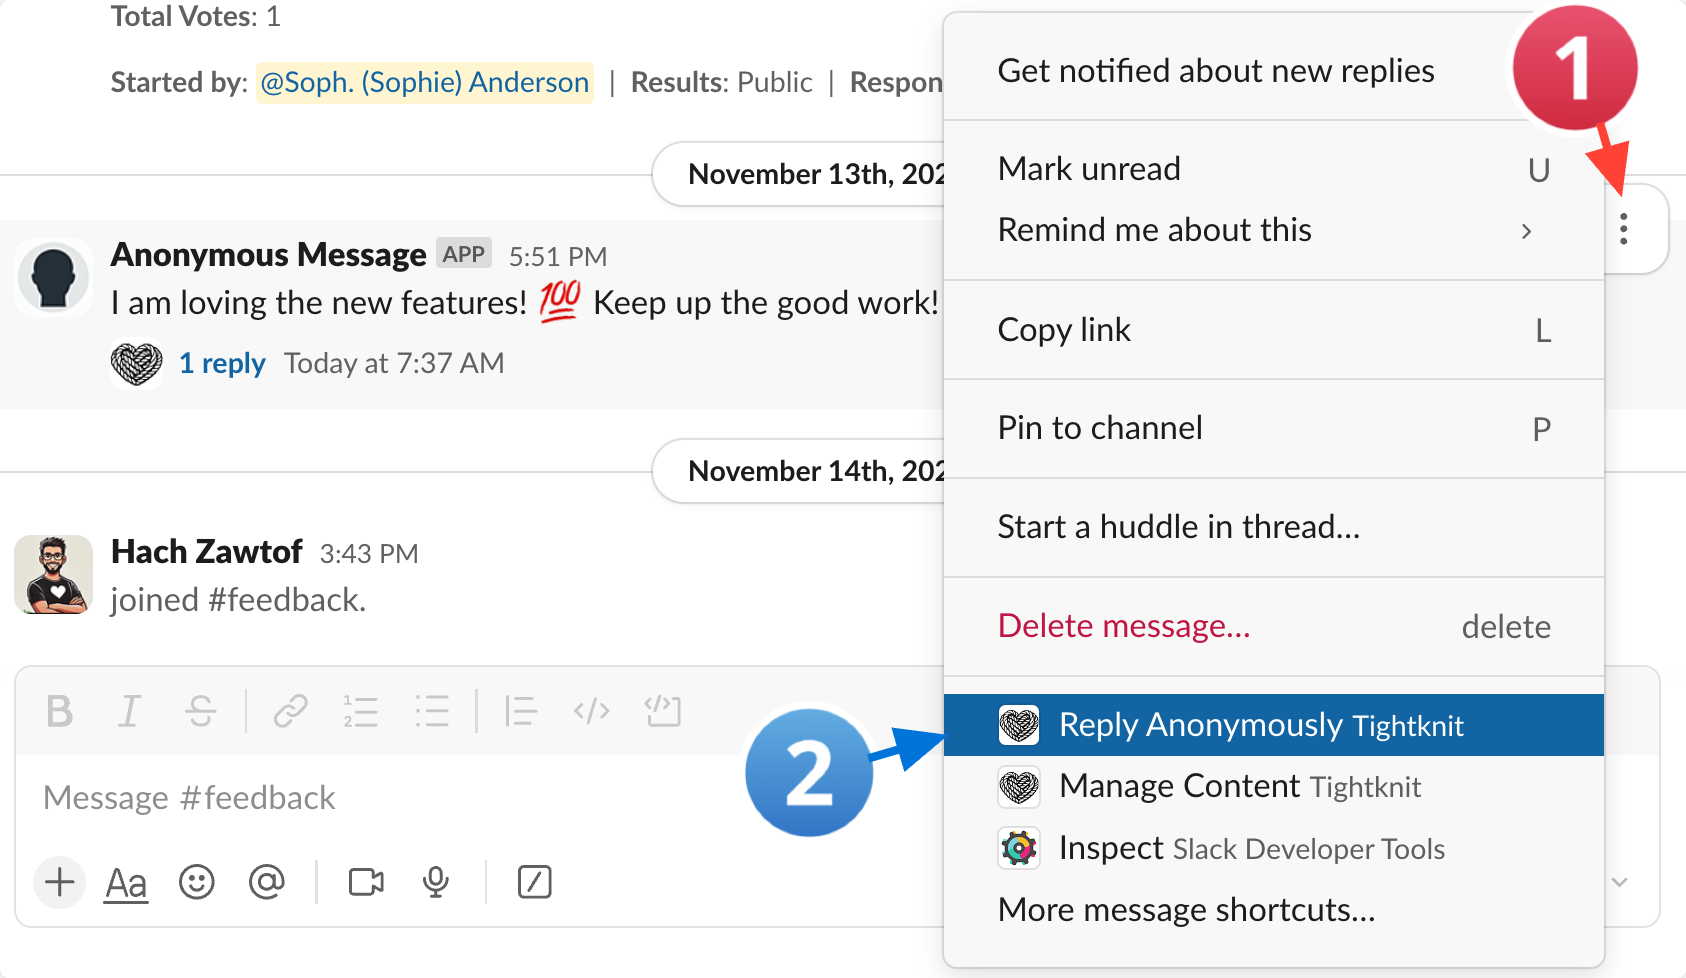 Total Votes: 1
Started by: @Soph. (Sophie) Anderson | Results: Public | Respon
November 13th, 202
Anonymous Message APP 5:51 PM
I am loving the new features! 💯 Keep up the good work!
1 reply Today at 7:37 AM
November 14th, 202
Hach Zawtof 3:43 PM
joined #feedback.
B I S
Message #feedback
Aa
Get notified about new replies
1
Mark unread U
Remind me about this
Copy link L
Pin to channel P
Start a huddle in thread...
Delete message... delete
2
Reply Anonymously Tightknit
Manage Content Tightknit
Inspect Slack Developer Tools
More message shortcuts...